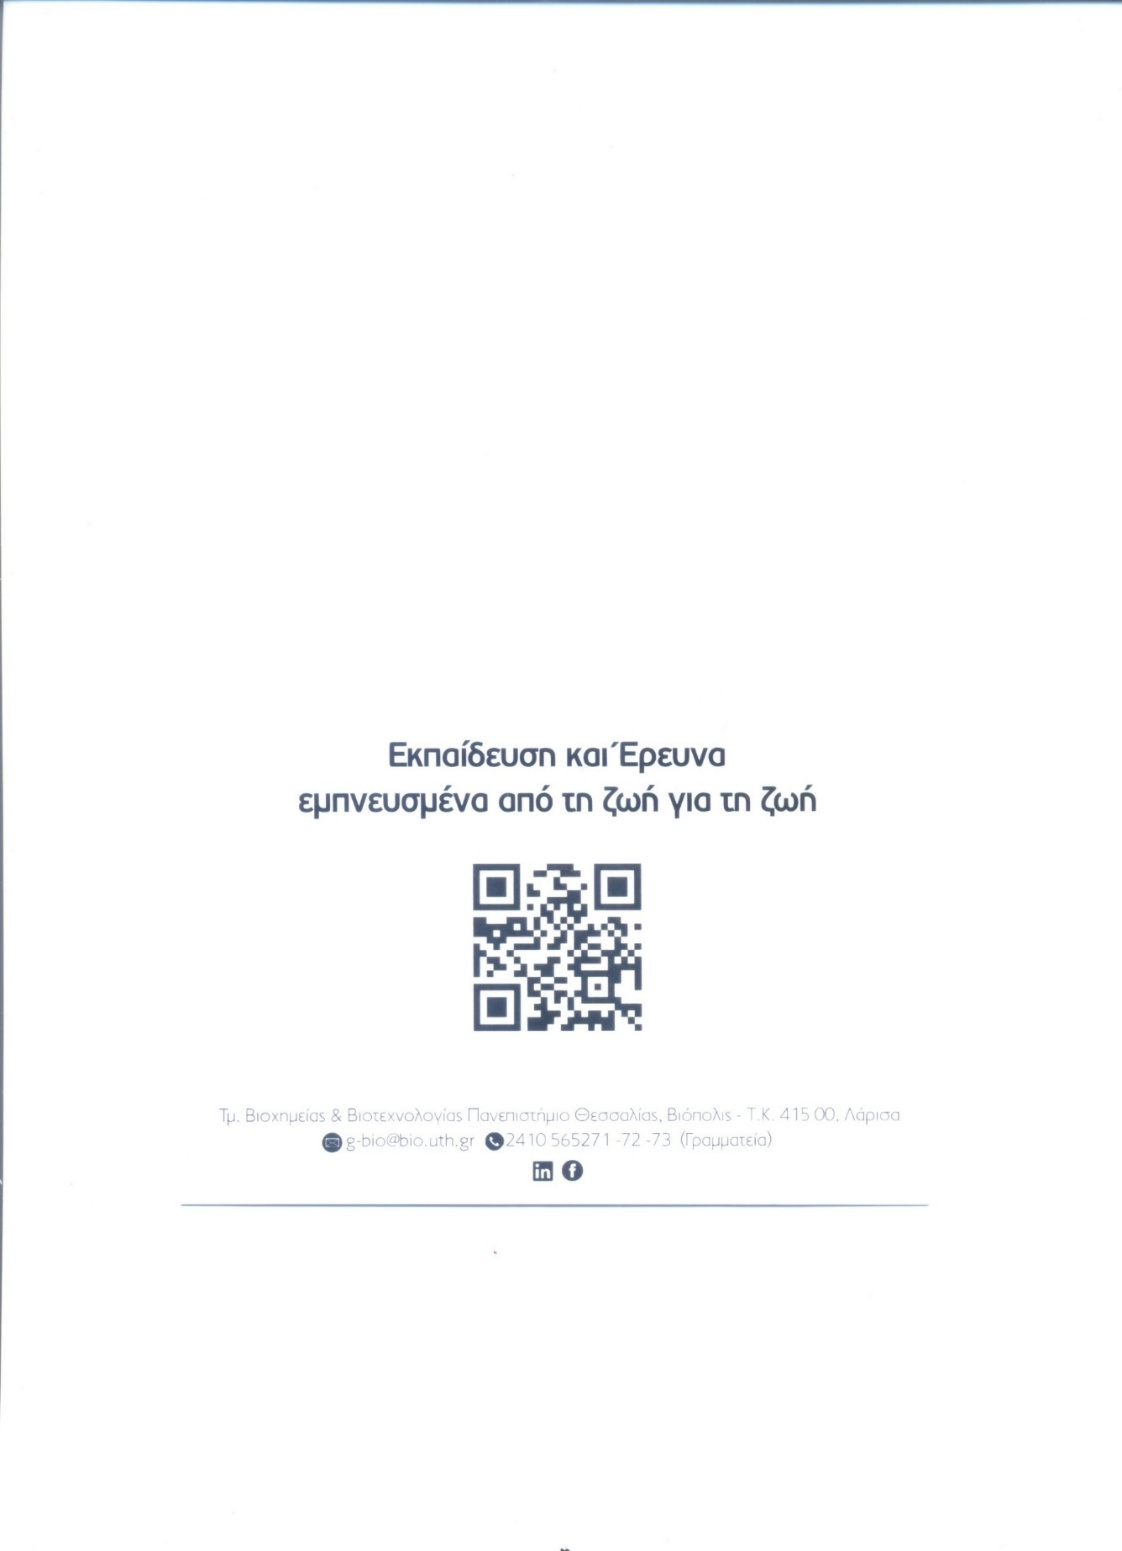 Εκπαίδευση και Έρευνα
εμπνευσμένα από τη ζωή για τη ζωή
Τμ. Βιοχημείας & Βιοτεχνολογίας Πανεπιστήμιο Θεσσαλίας, Βιόπολις - Τ.Κ. 415 00, Λάρισα
g-bio@bio.uth.gr 2410 565271 -72 -73 (Γραμματεία)
in f